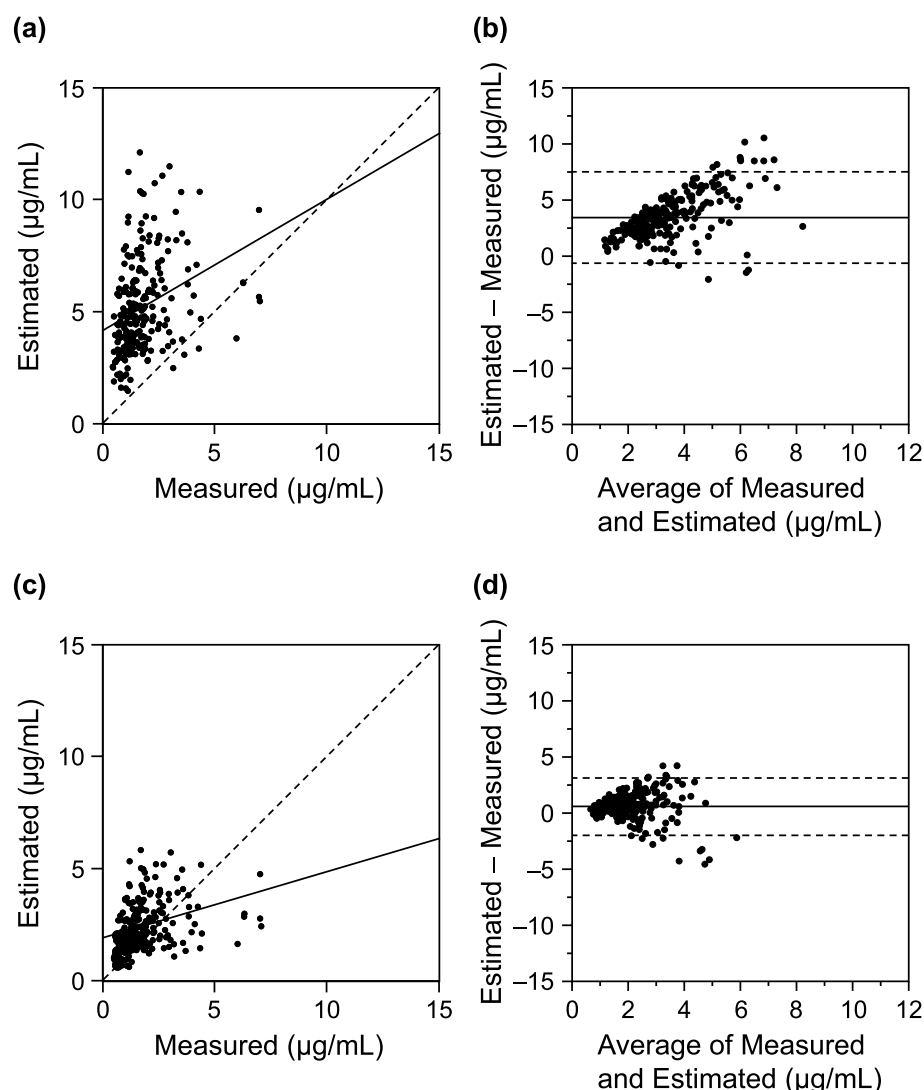 (a)
Estimated (µg/mL)
15
10
5
0
0 5 10 15
Measured (µg/mL)
(b)
Estimated – Measured (µg/mL)
15
10
5
0
–5
–10
–15
0 2 4 6 8 10 12
Average of Measured
and Estimated (µg/mL)
(c)
Estimated (µg/mL)
15
10
5
0
0 5 10 15
Measured (µg/mL)
(d)
Estimated – Measured (µg/mL)
15
10
5
0
–5
–10
–15
0 2 4 6 8 10 12
Average of Measured
and Estimated (µg/mL)